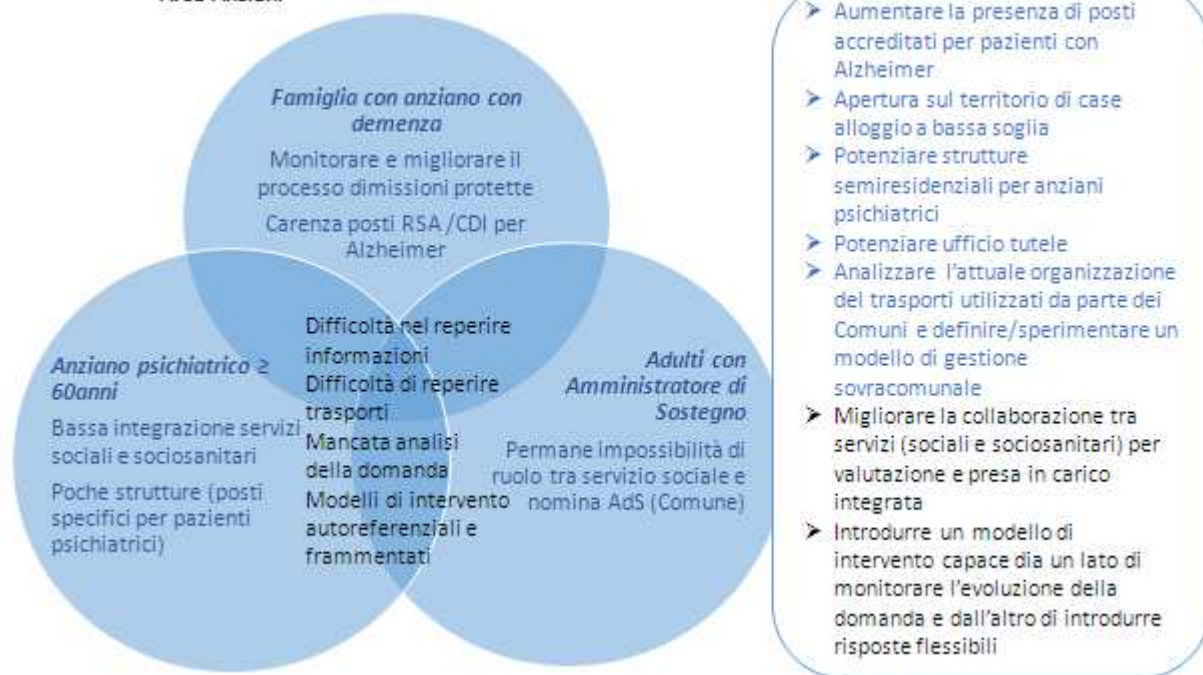 Famiglia con anziano con
demenza
Monitorare e migliorare il
processo dimissioni protette
Carenza posti RSA /CDI per
Alzheimer
Anziano psichiatrico ≥
60anni
Bassa integrazione servizi
sociali e sociosanitari
Poche strutture (posti
specifici per pazienti
psichiatrici)
Difficoltà nel reperire
informazioni
Difficoltà di reperire
trasporti
Mancata analisi
della domanda
Modelli di intervento
autoreferenziali e
frammentati
Adulti con
Amministratore di
Sostegno
Permane impossibilità di
ruolo tra servizio sociale e
nomina AdS (Comune)
➤ Aumentare la presenza di posti
accreditati per pazienti con
Alzheimer
➤ Apertura sul territorio di case
alloggio a bassa soglia
➤ Potenziare strutture
semiresidenziali per anziani
psichiatrici
➤ Potenziare ufficio tutele
➤ Analizzare l'attuale organizzazione
del trasporti utilizzati da parte dei
Comuni e definire/sperimentare un
modello di gestione
sovracomunale
➤ Migliorare la collaborazione tra
servizi (sociali e sociosanitari) per
valutazione e presa in carico
integrata
➤ Introdurre un modello di
intervento capace dia un lato di
monitorare l'evoluzione della
domanda e dall'altro di introdurre
risposte flessibili